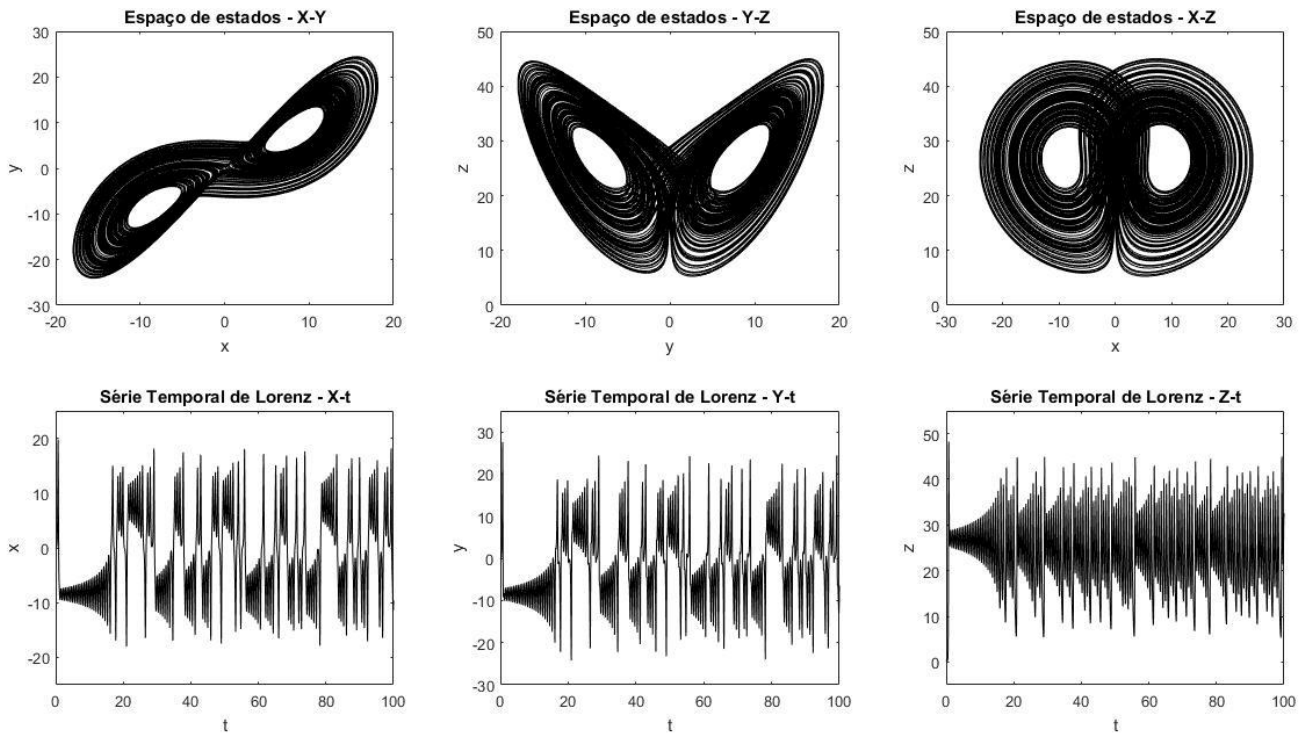 Espaço de estados - X-Y
30
20
10
0
-10
-20
-30
y
-20 -10 0 10 20
x
Espaço de estados - Y-Z
50
40
30
20
10
0
z
-20 -10 0 10 20
y
Espaço de estados - X-Z
50
40
30
20
10
0
z
-30 -20 -10 0 10 20 30
x
Série Temporal de Lorenz - X-t
20
10
0
-10
-20
x
0 20 40 60 80 100
t
Série Temporal de Lorenz - Y-t
30
20
10
0
-10
-20
-30
y
0 20 40 60 80 100
t
Série Temporal de Lorenz - Z-t
50
40
30
20
10
0
z
0 20 40 60 80 100
t